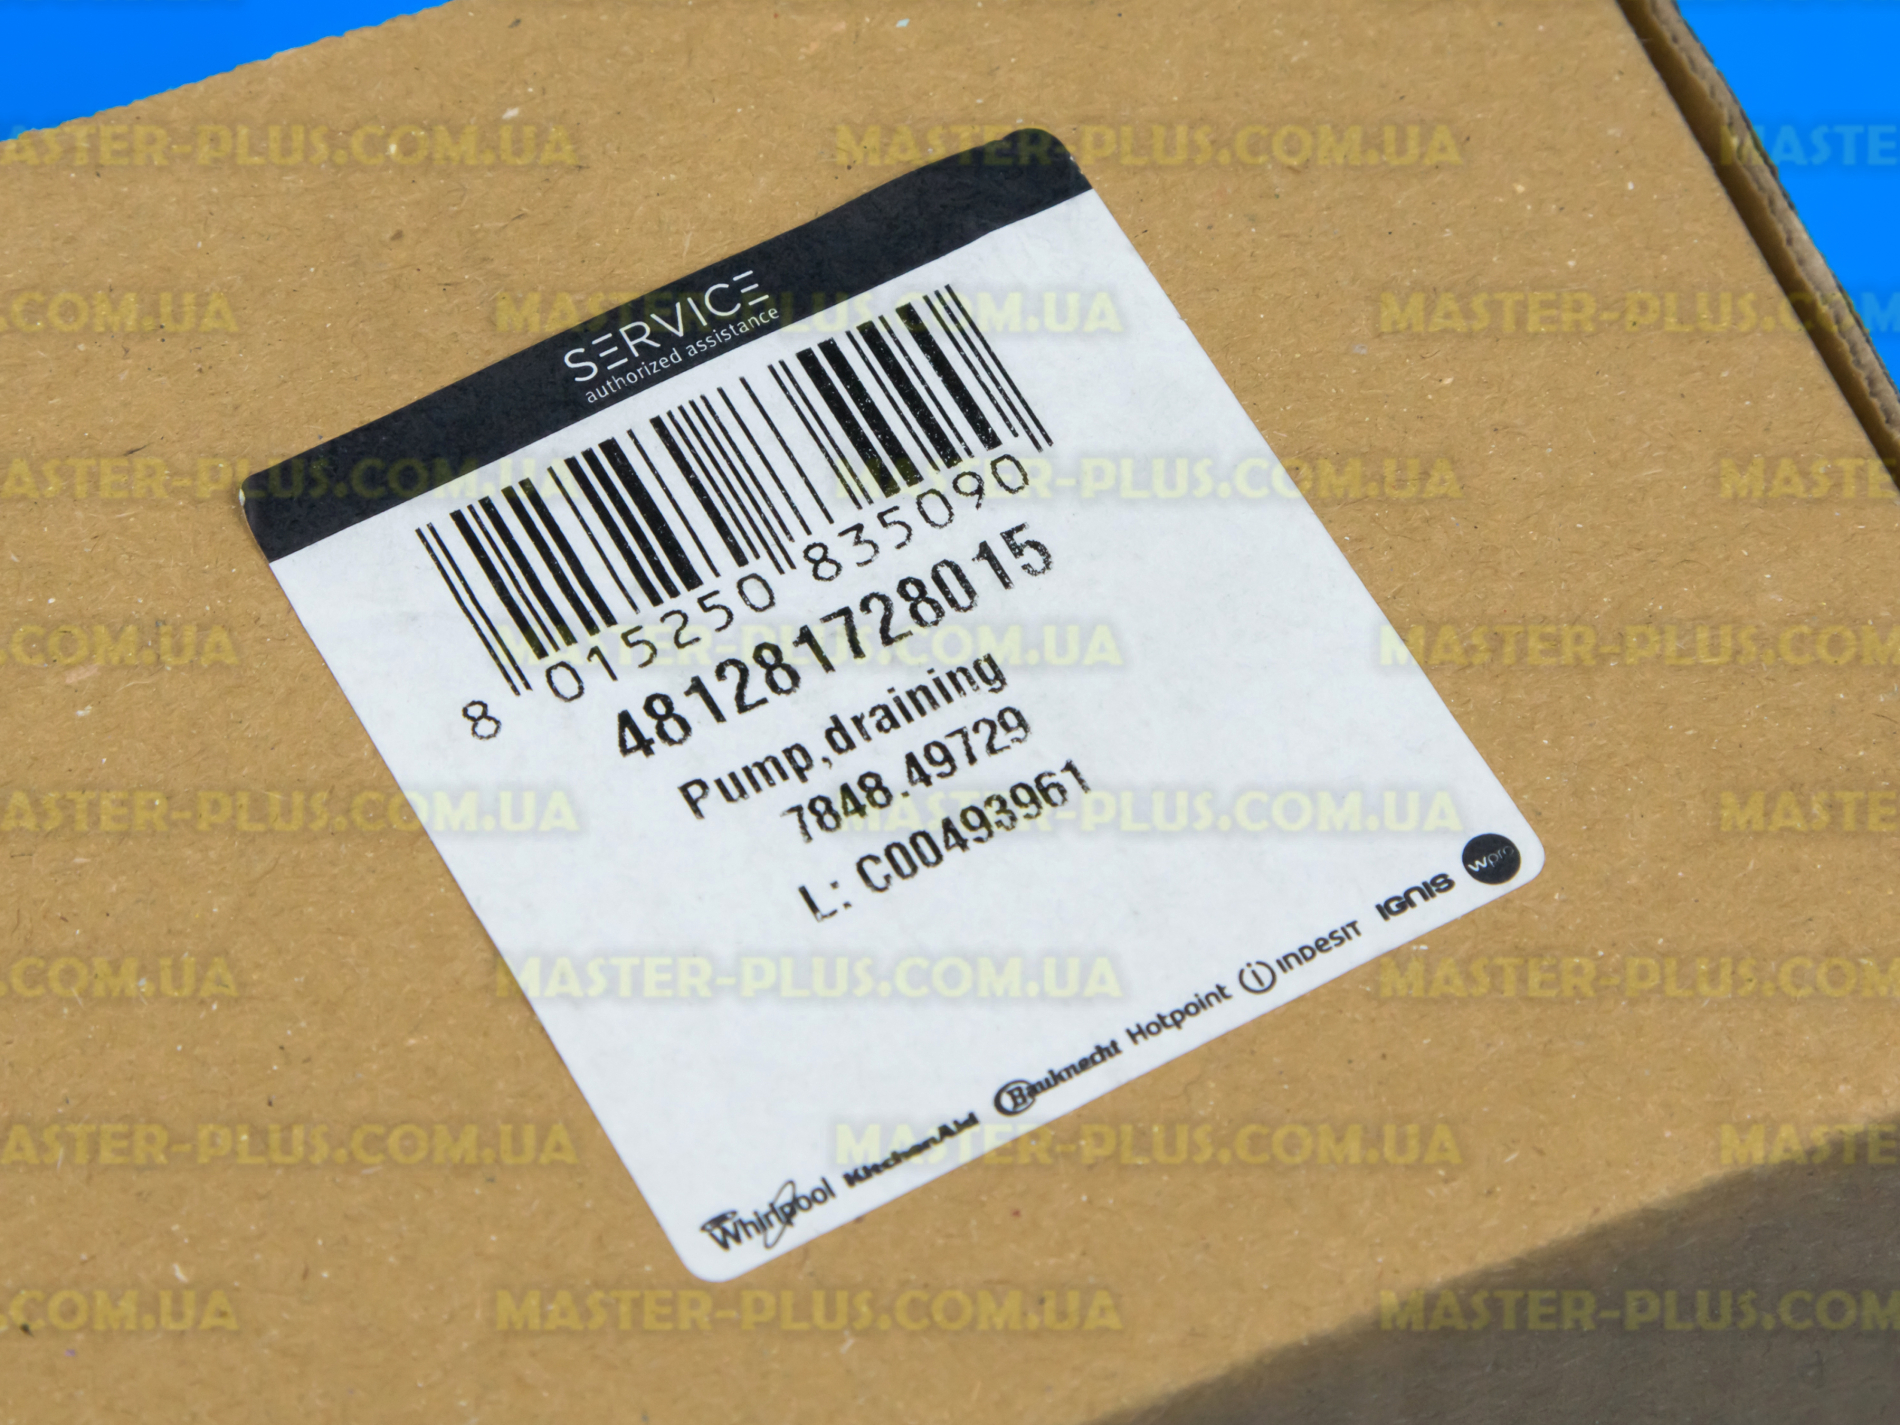 SERVICE
authorized assistance
8 015250 835090
481281728015
Pump,draining
7848.49729
L: C00493961
Whirlpool KitchenAid Bauknecht Hotpoint i INDESIT IGNIS wpro
MASTER-PLUS.COM.UA